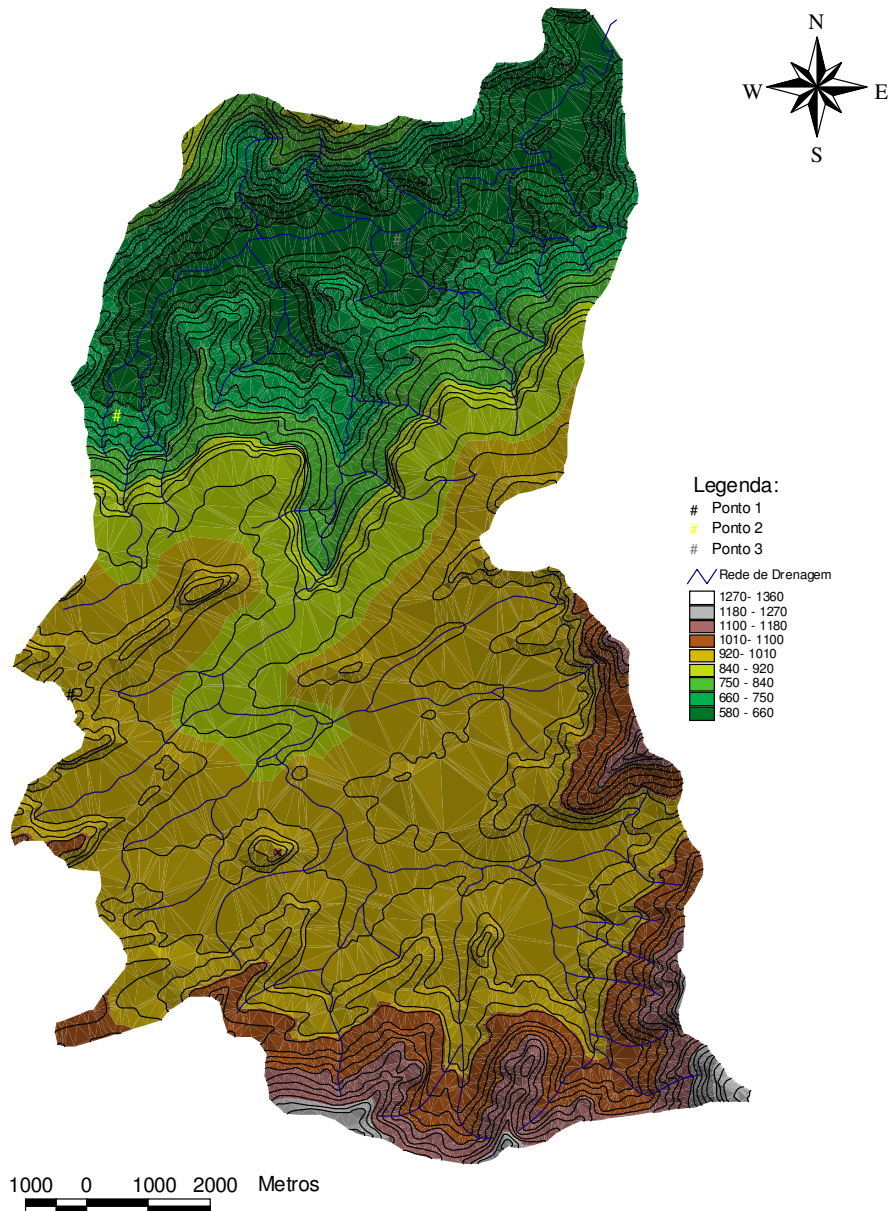 N
W E
S
#
#
Legenda:
# Ponto 1
# Ponto 2
# Ponto 3
Rede de Drenagem
1270- 1360
1180 - 1270
1100 - 1180
1010- 1100
920- 1010
840 - 920
750 - 840
660 - 750
580 - 660
#
1000 0 1000 2000 Metros